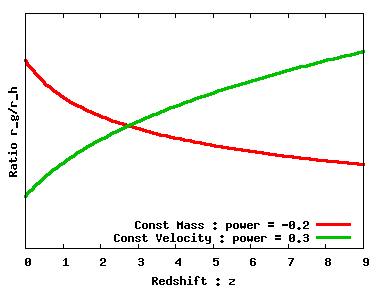 Ratio r_g/r_h
Const Mass : power = -0.2
Const Velocity : power = 0.3
0 1 2 3 4 5 6 7 8 9
Redshift : z